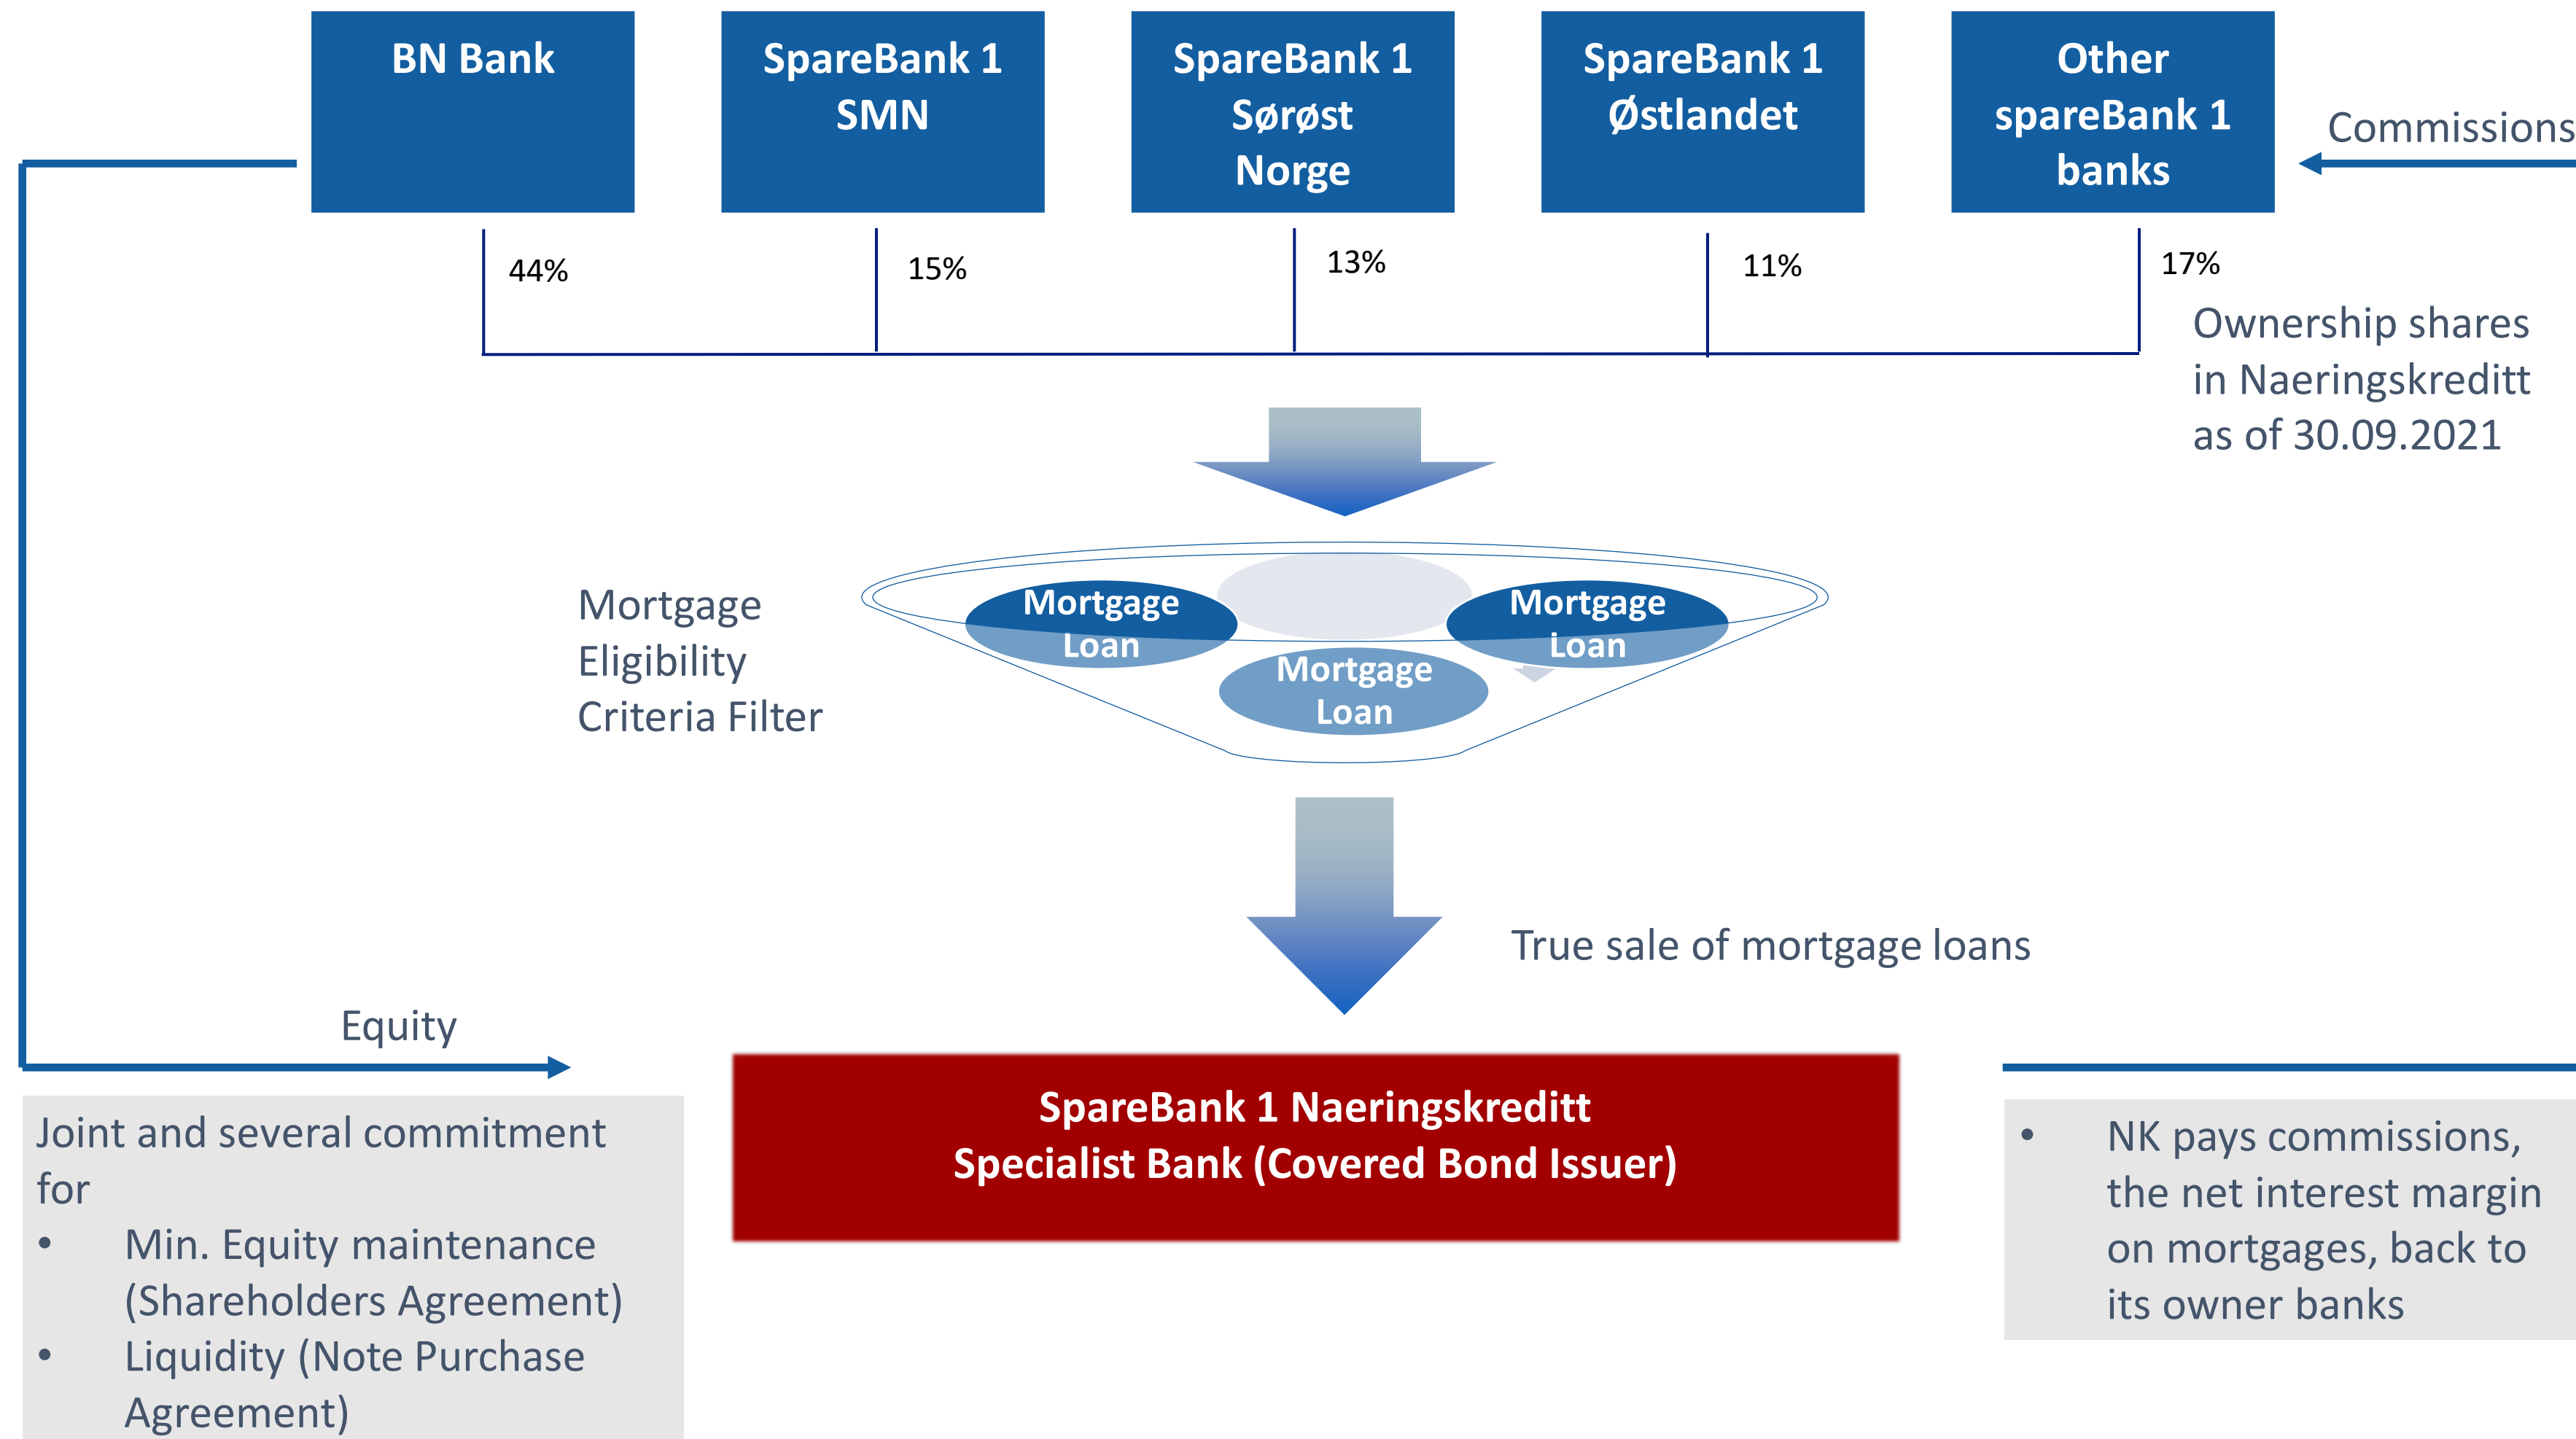 BN Bank
SpareBank 1
SMN
SpareBank 1
Sørøst
Norge
SpareBank 1
Østlandet
Other
spareBank 1
banks
Commissions
44%
15%
13%
11%
17%
Ownership shares
in Naeringskreditt
as of 30.09.2021
Mortgage
Eligibility
Criteria Filter
Mortgage
Loan
Mortgage
Loan
Mortgage
Loan
True sale of mortgage loans
Equity
SpareBank 1 Naeringskreditt
Specialist Bank (Covered Bond Issuer)
Joint and several commitment
for
• Min. Equity maintenance
(Shareholders Agreement)
• Liquidity (Note Purchase
Agreement)
• NK pays commissions,
the net interest margin
on mortgages, back to
its owner banks